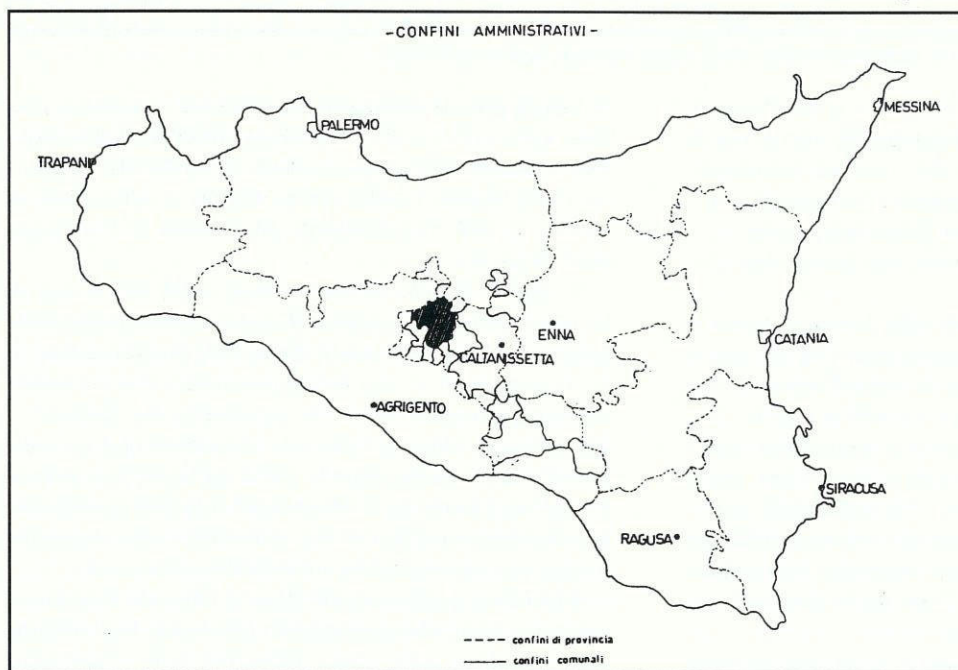 -CONFINI AMMINISTRATIVI-
MESSINA
PALERMO
TRAPANI
ENNA
CATANIA
CALTANISSETTA
AGRIGENTO
SIRACUSA
RAGUSA
confini di provincia
confini comunali